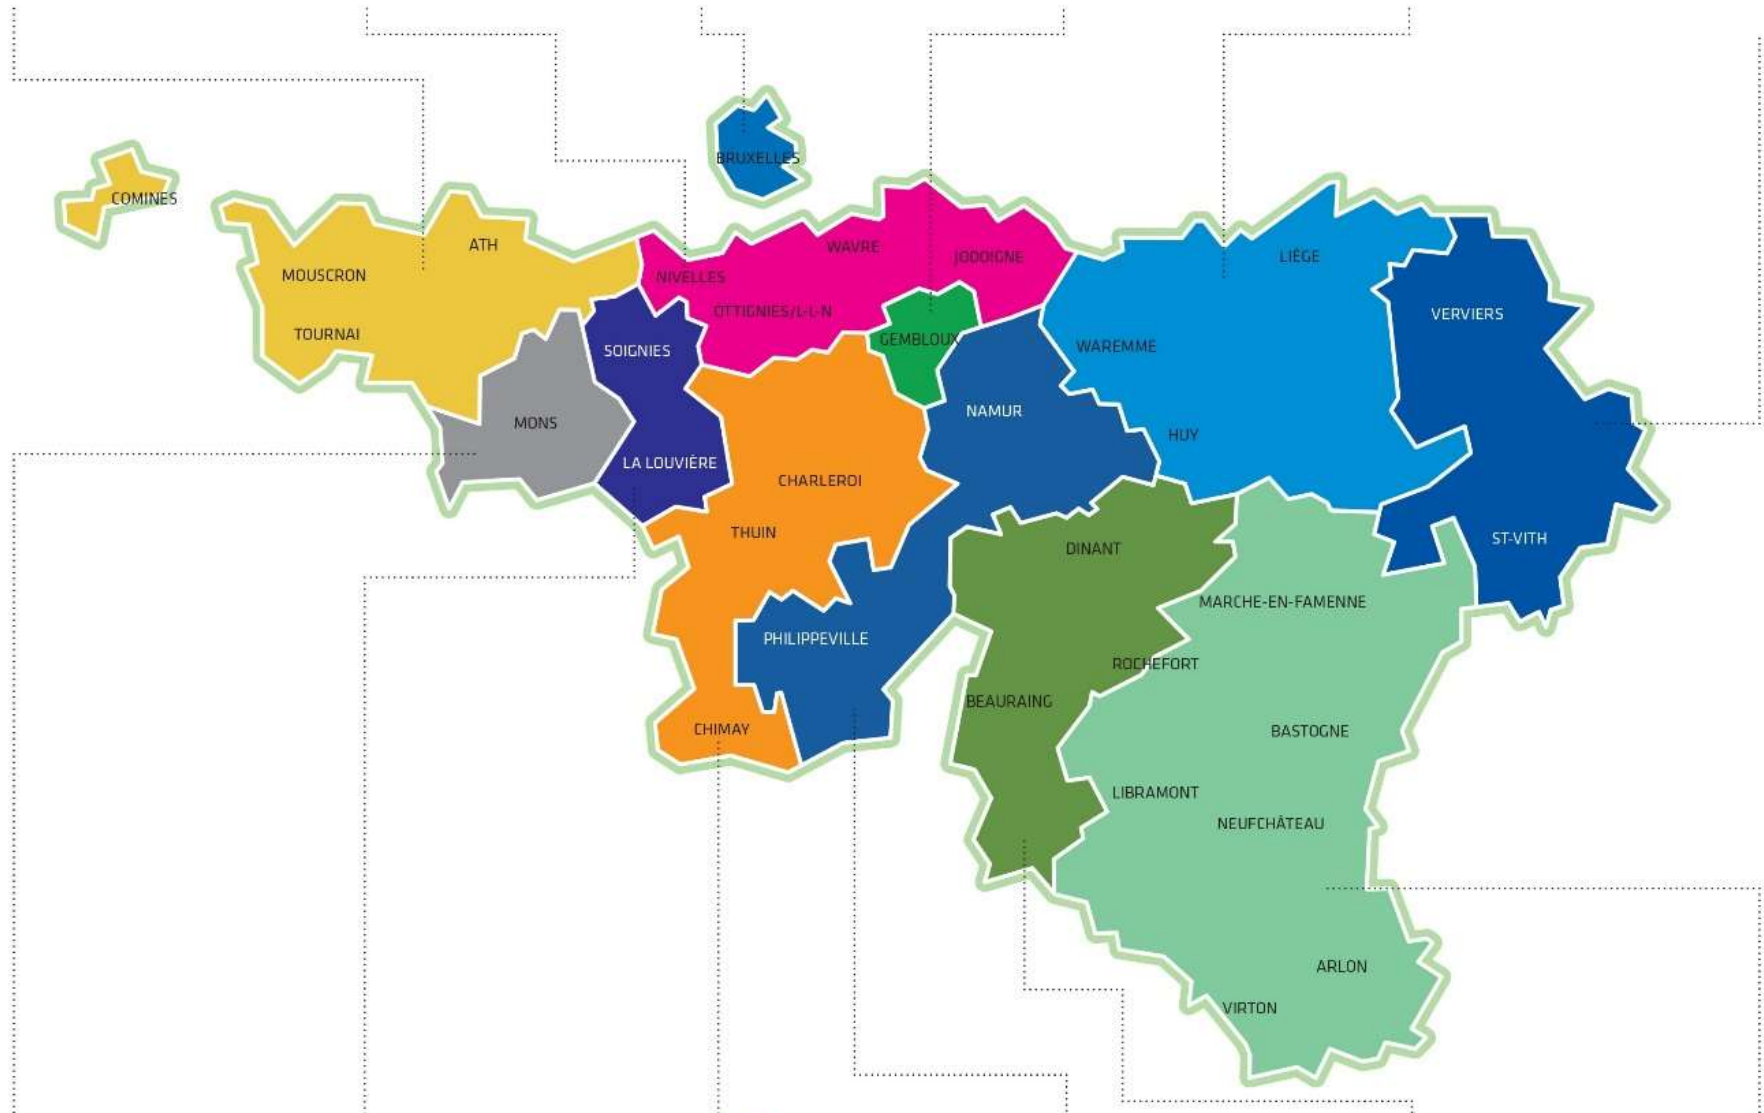 BRUXELLES
COMINES
ATH
WAVRE
JODOIGNE
LIÈGE
MOUSCRON
NIVELLES
OTTIGNIES/L-L-N
VERVIERS
TOURNAI
GEMBLOUX
WAREMME
SOIGNIES
NAMUR
MONS
HUY
LA LOUVIÈRE
CHARLEROI
THUIN
ST-VITH
DINANT
MARCHE-EN-FAMENNE
PHILIPPEVILLE
ROCHEFORT
BEAURAING
CHIMAY
BASTOGNE
LIBRAMONT
NEUFCHÂTEAU
ARLON
VIRTON